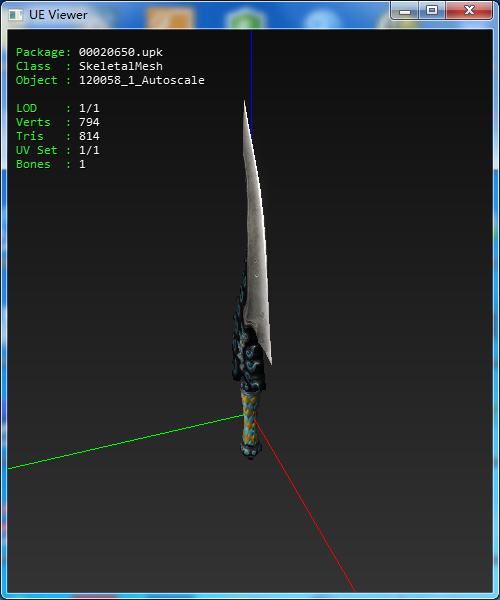 UE Viewer
Package: 00020650.upk
Class : SkeletalMesh
Object : 120058_1_Autoscale
LOD : 1/1
Verts : 794
Tris : 814
UV Set : 1/1
Bones : 1